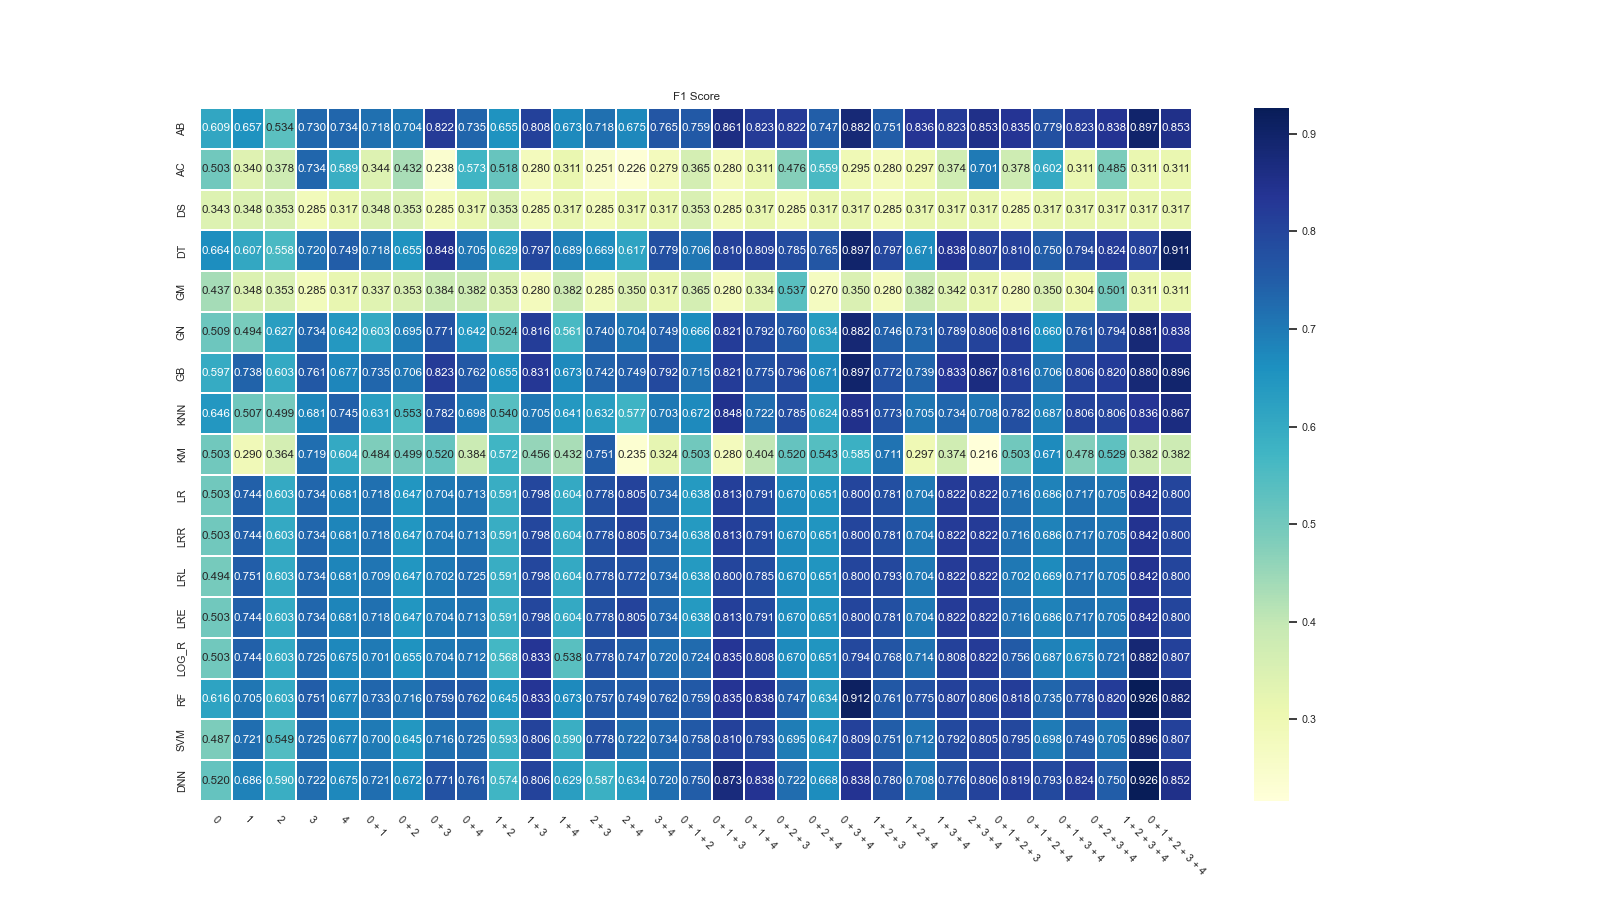 F1 Score
AB 0.609 0.657 0.534 0.730 0.734 0.718 0.704 0.822 0.735 0.655 0.808 0.673 0.718 0.675 0.765 0.759 0.861 0.823 0.822 0.747 0.882 0.751 0.836 0.823 0.853 0.835 0.779 0.823 0.838 0.897 0.853
AC 0.503 0.340 0.378 0.734 0.589 0.344 0.432 0.238 0.573 0.518 0.280 0.311 0.251 0.226 0.279 0.365 0.280 0.311 0.476 0.559 0.295 0.280 0.297 0.374 0.701 0.378 0.602 0.311 0.485 0.311 0.311
DS 0.343 0.348 0.353 0.285 0.317 0.348 0.353 0.285 0.317 0.353 0.285 0.317 0.285 0.317 0.317 0.353 0.285 0.317 0.285 0.317 0.317 0.285 0.317 0.317 0.317 0.285 0.317 0.317 0.317 0.317 0.317
DT 0.664 0.607 0.558 0.720 0.749 0.718 0.655 0.848 0.705 0.629 0.797 0.689 0.669 0.617 0.779 0.706 0.810 0.809 0.785 0.765 0.897 0.797 0.671 0.838 0.807 0.810 0.750 0.794 0.824 0.807 0.911
GM 0.437 0.348 0.353 0.285 0.317 0.337 0.353 0.384 0.382 0.353 0.280 0.382 0.285 0.350 0.317 0.365 0.280 0.334 0.537 0.270 0.350 0.280 0.382 0.342 0.317 0.280 0.350 0.304 0.501 0.311 0.311
GN 0.509 0.494 0.627 0.734 0.642 0.603 0.695 0.771 0.642 0.524 0.816 0.561 0.740 0.704 0.749 0.666 0.821 0.792 0.760 0.634 0.882 0.746 0.731 0.789 0.806 0.816 0.660 0.761 0.794 0.881 0.838
GB 0.597 0.738 0.603 0.761 0.677 0.735 0.706 0.823 0.762 0.655 0.831 0.673 0.742 0.749 0.792 0.715 0.821 0.775 0.796 0.671 0.897 0.772 0.739 0.833 0.867 0.816 0.706 0.806 0.820 0.880 0.896
KNN 0.646 0.507 0.499 0.681 0.745 0.631 0.553 0.782 0.698 0.540 0.705 0.641 0.632 0.577 0.703 0.672 0.848 0.722 0.785 0.624 0.851 0.773 0.705 0.734 0.708 0.782 0.687 0.806 0.806 0.836 0.867
KM 0.503 0.290 0.364 0.719 0.604 0.484 0.499 0.520 0.384 0.572 0.456 0.432 0.751 0.235 0.324 0.503 0.280 0.404 0.520 0.543 0.585 0.711 0.297 0.374 0.216 0.503 0.671 0.478 0.529 0.382 0.382
LR 0.503 0.744 0.603 0.734 0.681 0.718 0.647 0.704 0.713 0.591 0.798 0.604 0.778 0.805 0.734 0.638 0.813 0.791 0.670 0.651 0.800 0.781 0.704 0.822 0.822 0.716 0.686 0.717 0.705 0.842 0.800
LRR 0.503 0.744 0.603 0.734 0.681 0.718 0.647 0.704 0.713 0.591 0.798 0.604 0.778 0.805 0.734 0.638 0.813 0.791 0.670 0.651 0.800 0.781 0.704 0.822 0.822 0.716 0.686 0.717 0.705 0.842 0.800
LRL 0.494 0.751 0.603 0.734 0.681 0.709 0.647 0.702 0.725 0.591 0.798 0.604 0.778 0.772 0.734 0.638 0.800 0.785 0.670 0.651 0.800 0.793 0.704 0.822 0.822 0.702 0.669 0.717 0.705 0.842 0.800
LRE 0.503 0.744 0.603 0.734 0.681 0.718 0.647 0.704 0.713 0.591 0.798 0.604 0.778 0.805 0.734 0.638 0.813 0.791 0.670 0.651 0.800 0.781 0.704 0.822 0.822 0.716 0.686 0.717 0.705 0.842 0.800
LOG_R 0.503 0.744 0.603 0.725 0.675 0.701 0.655 0.704 0.712 0.568 0.833 0.538 0.778 0.747 0.720 0.724 0.835 0.808 0.670 0.651 0.794 0.768 0.714 0.808 0.822 0.756 0.687 0.675 0.721 0.882 0.807
RF 0.616 0.705 0.603 0.751 0.677 0.733 0.716 0.759 0.762 0.645 0.833 0.673 0.757 0.749 0.762 0.759 0.835 0.838 0.747 0.634 0.912 0.761 0.775 0.807 0.806 0.818 0.735 0.778 0.820 0.926 0.882
SVM 0.487 0.721 0.549 0.725 0.677 0.700 0.645 0.716 0.725 0.593 0.806 0.590 0.778 0.722 0.734 0.758 0.810 0.793 0.695 0.647 0.809 0.751 0.712 0.792 0.805 0.795 0.698 0.749 0.705 0.896 0.807
DNN 0.520 0.686 0.590 0.722 0.675 0.721 0.672 0.771 0.761 0.574 0.806 0.629 0.587 0.634 0.720 0.750 0.873 0.838 0.722 0.668 0.838 0.780 0.708 0.776 0.806 0.819 0.793 0.824 0.750 0.926 0.852
0
1
2
3
4
0 + 1
0 + 2
0 + 3
0 + 4
1 + 2
1 + 3
1 + 4
2 + 3
2 + 4
3 + 4
0 + 1 + 2
0 + 1 + 3
0 + 1 + 4
0 + 2 + 3
0 + 2 + 4
0 + 3 + 4
1 + 2 + 3
1 + 2 + 4
1 + 3 + 4
2 + 3 + 4
0 + 1 + 2 + 3
0 + 1 + 2 + 4
0 + 1 + 3 + 4
0 + 2 + 3 + 4
1 + 2 + 3 + 4
0 + 1 + 2 + 3 + 4
0.9
0.8
0.7
0.6
0.5
0.4
0.3